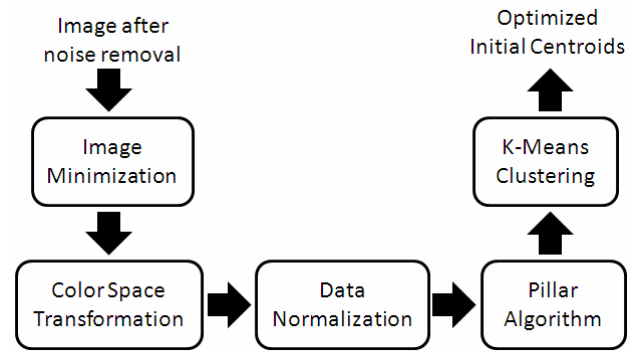 Image after
noise removal
Image
Minimization
Color Space
Transformation
Data
Normalization
Pillar
Algorithm
K-Means
Clustering
Optimized
Initial Centroids